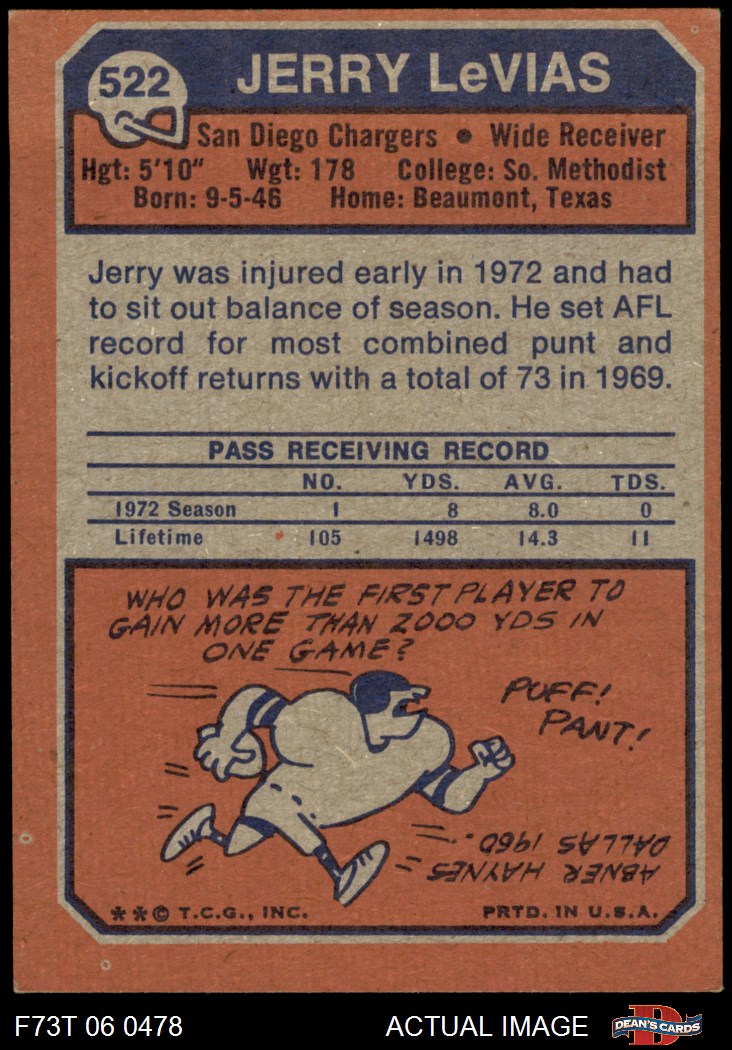 522
JERRY LeVIAS
San Diego Chargers • Wide Receiver
Hgt: 5'10" Wgt: 178 College: So. Methodist
Born: 9-5-46 Home: Beaumont, Texas
Jerry was injured early in 1972 and had
to sit out balance of season. He set AFL
record for most combined punt and
kickoff returns with a total of 73 in 1969.
PASS RECEIVING RECORD
NO. YDS. AVG. TDS.
1972 Season 1 8 8.0 0
Lifetime 105 1498 14.3 11
WHO WAS THE FIRST PLAYER TO
GAIN MORE THAN 2000 YDS IN
ONE GAME?
PUFF!
PANT!
ABNER HAYNES -
DALLAS 1960..
**© T.C.G., INC. PRTD. IN U.S.A.
F73T 06 0478 ACTUAL IMAGE
D
DEAN'S CARDS